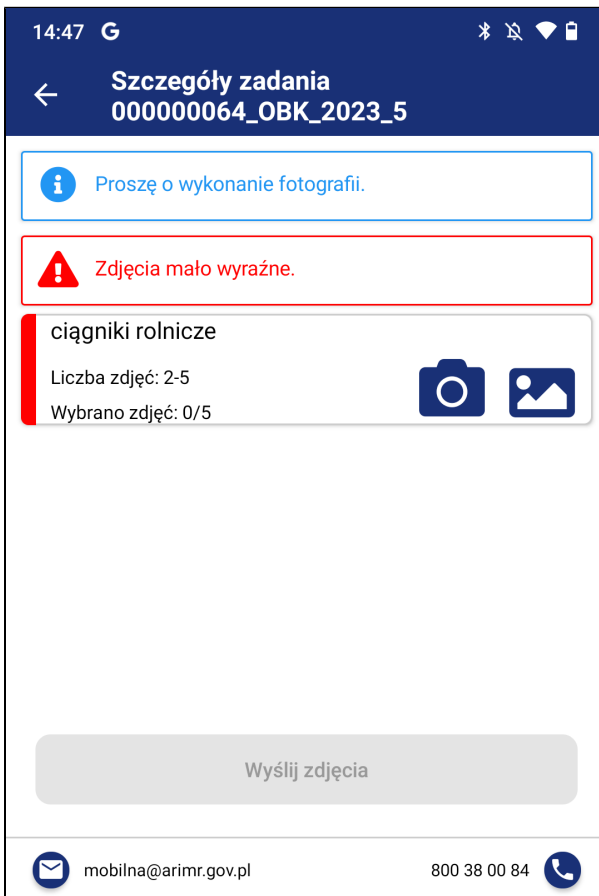 14:47 G
Szczegóły zadania
000000064_OBK_2023_5
Proszę o wykonanie fotografii.
Zdjęcia mało wyraźne.
ciągniki rolnicze
Liczba zdjęć: 2-5
Wybrano zdjęć: 0/5
Wyślij zdjęcia
mobilna@arimr.gov.pl 800 38 00 84